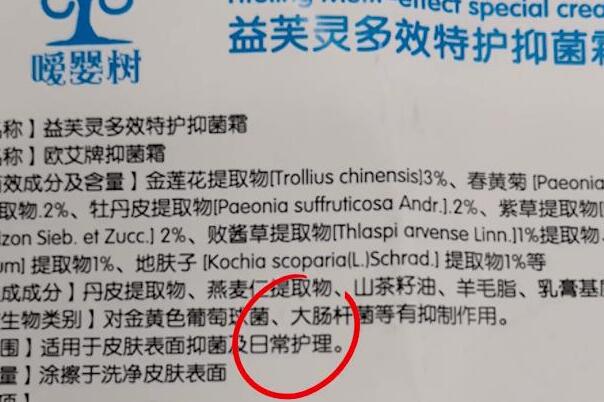 effect special crea
益芙灵多效特护抑菌霜
嗳婴树
名称】益芙灵多效特护抑菌霜
名称】欧艾牌抑菌霜
有效成分及含量】金莲花提取物[Trollius chinensis]3%、春黄菊 [Paeonia
取物.2%、牡丹皮提取物[Paeonia suffruticosa Andr.].2%、紫草提取物[
zon Sieb. et Zucc.] 2%、败酱草提取物[Thlaspi arvense Linn.]1%提取物
um] 提取物1%、地肤子 [Kochia scoparia(L.)Schrad.] 提取物1%等
成成分】丹皮提取物、燕麦仁提取物、山茶籽油、羊毛脂、乳膏基质
生物类别】对金黄色葡萄球菌、大肠杆菌等有抑制作用。
围】适用于皮肤表面抑菌及日常护理。
量】涂擦于洗净皮肤表面
项】